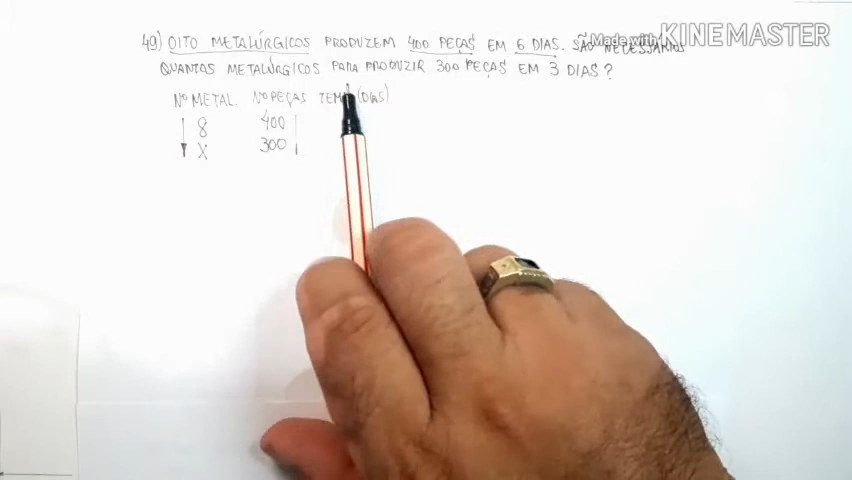 49) OITO METALÚRGICOS PRODUZEM 400 PEÇAS EM 6 DIAS. SÃO NECESSÁRIOS
Made with KINEMASTER
QUANTOS METALÚRGICOS PARA PRODUZIR 300 PEÇAS EM 3 DIAS?
Nº METAL. Nº PEÇAS (DIAS)
8 400
X 300